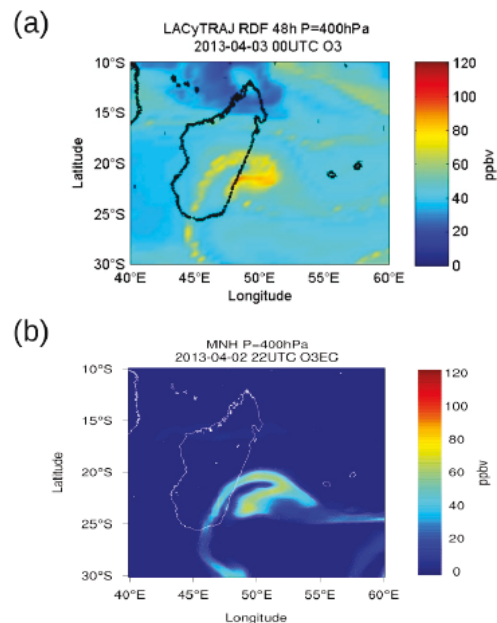 (a)
LACyTRAJ RDF 48h P=400hPa
2013-04-03 00UTC O3
10°S
15°S
20°S
25°S
30°S
Latitude
40°E 45°E 50°E 55°E 60°E
Longitude
120
100
80
60
40
20
0
ppbv
(b)
MNH P=400hPa
2013-04-02 22UTC O3EC
10°S
15°S
20°S
25°S
30°S
Latitude
40°E 45°E 50°E 55°E 60°E
Longitude
120
100
80
60
40
20
0
ppbv